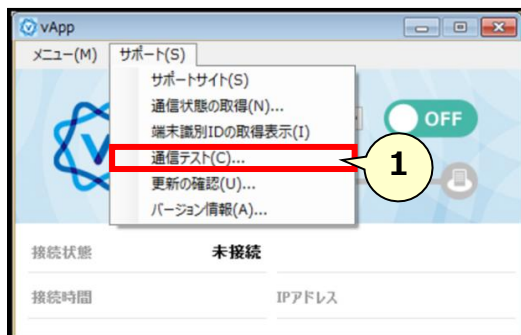 vApp
メニュー(M) サポート(S)
サポートサイト(S)
通信状態の取得(N)...
端末識別IDの取得表示(I)
通信テスト(C)...
更新の確認(U)...
バージョン情報(A)...
OFF
1
接続状態 未接続
接続時間 IPアドレス